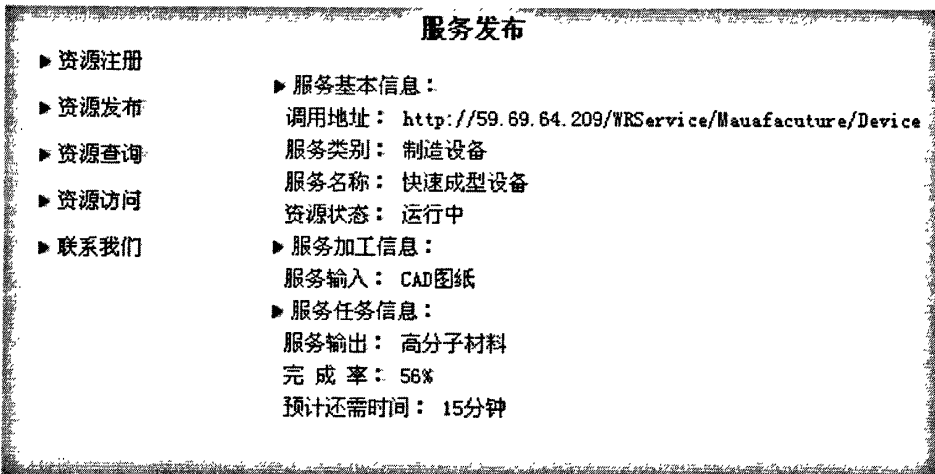 服务发布
▶ 资源注册
▶ 资源发布
▶ 资源查询
▶ 资源访问
▶ 联系我们
▶ 服务基本信息：
调用地址： http://59.69.64.209/WRService/Mauafacuture/Device
服务类别： 制造设备
服务名称： 快速成型设备
资源状态： 运行中
▶ 服务加工信息：
服务输入： CAD图纸
▶ 服务任务信息：
服务输出： 高分子材料
完 成 率： 56%
预计还需时间： 15分钟